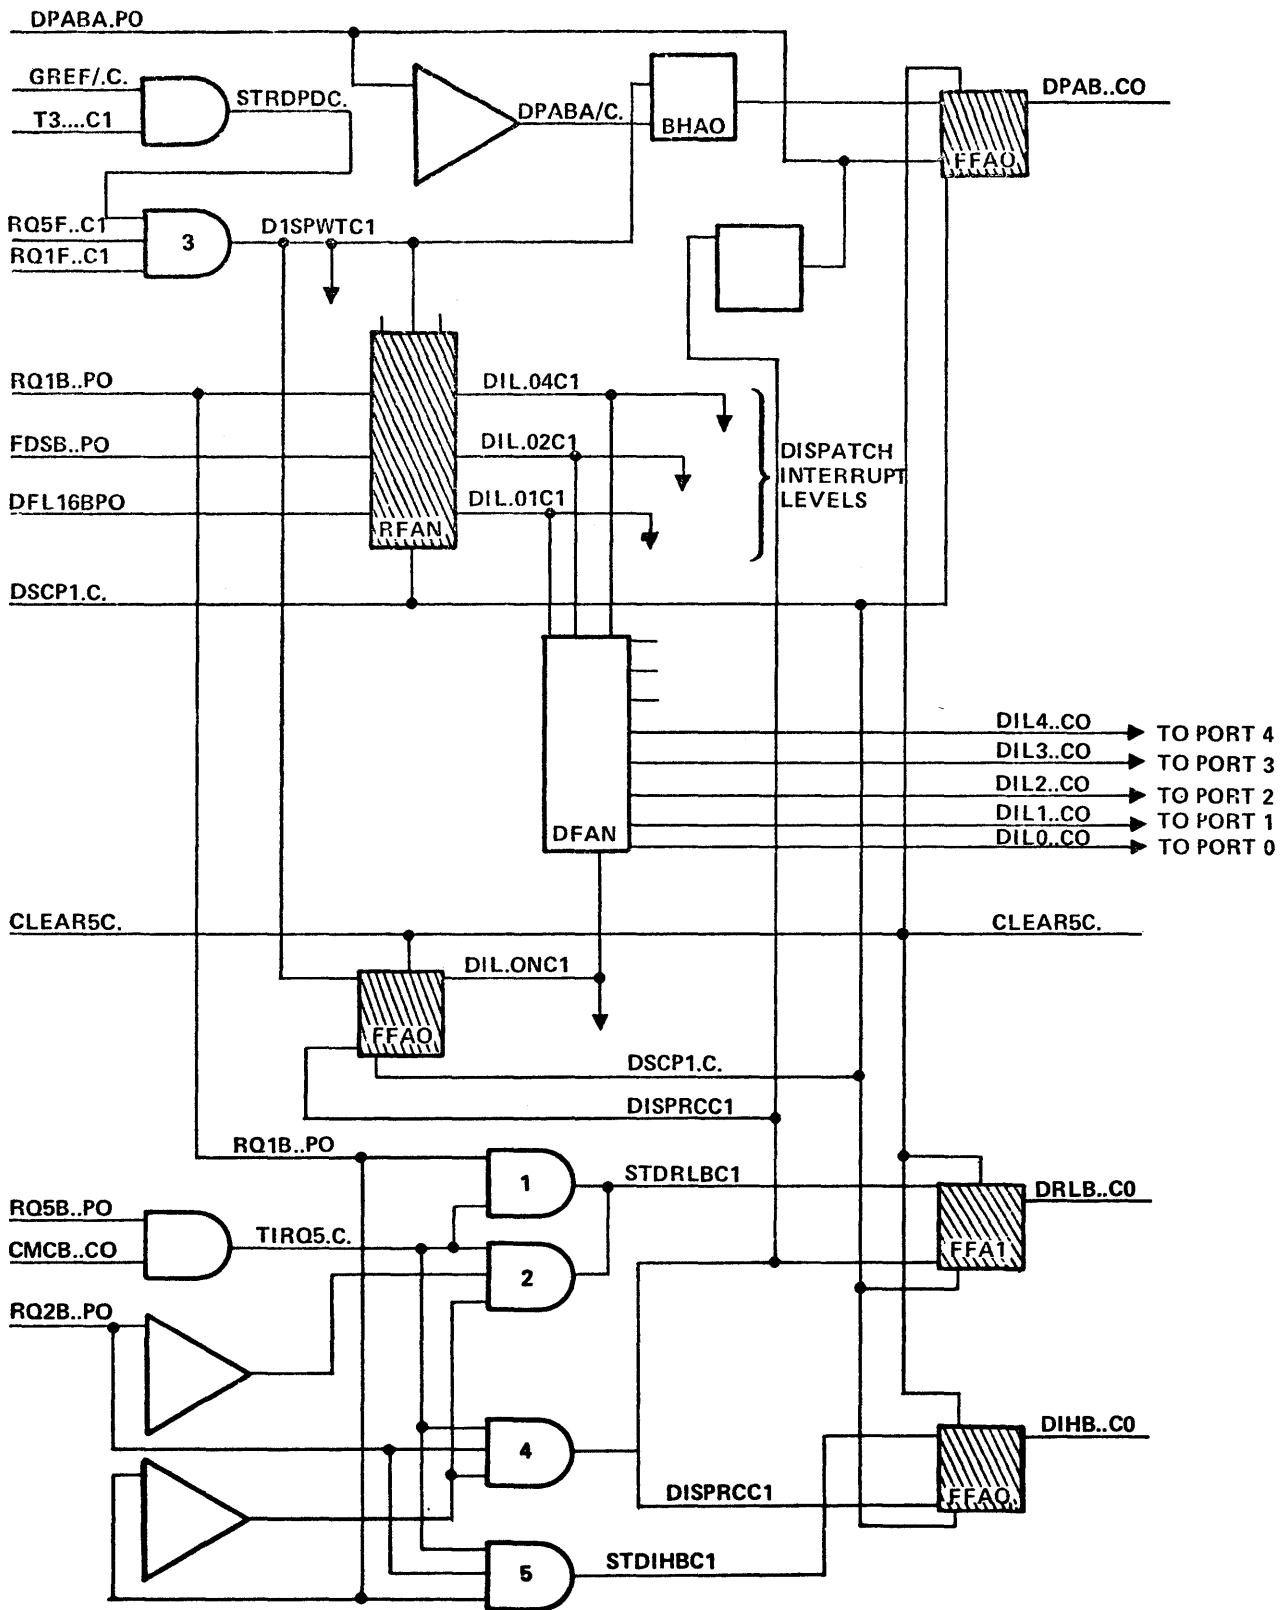 DPABA.PO
GREF/.C.
STRDPDC.
T3....C1
DPABA/C.
BHAO
DPAB..CO
FFAO
RQ5F..C1
RQ1F..C1
3
D1SPWTC1
RQ1B..PO
FDSB..PO
DFL16BPO
RFAN
DIL.04C1
DIL.02C1
DIL.01C1
DISPATCH
INTERRUPT
LEVELS
DSCP1.C.
DFAN
DIL4..CO TO PORT 4
DIL3..CO TO PORT 3
DIL2..CO TO PORT 2
DIL1..CO TO PORT 1
DIL0..CO TO PORT 0
CLEAR5C.
CLEAR5C.
DIL.ONC1
FFAO
DSCP1.C.
DISPRCC1
RQ1B..PO
1
STDRLBC1
DRLB..C0
FFA1
RQ5B..PO
CMCB..CO
TIRQ5.C.
2
RQ2B..PO
4
DISPRCC1
DIHB..C0
FFAO
5
STDIHBC1